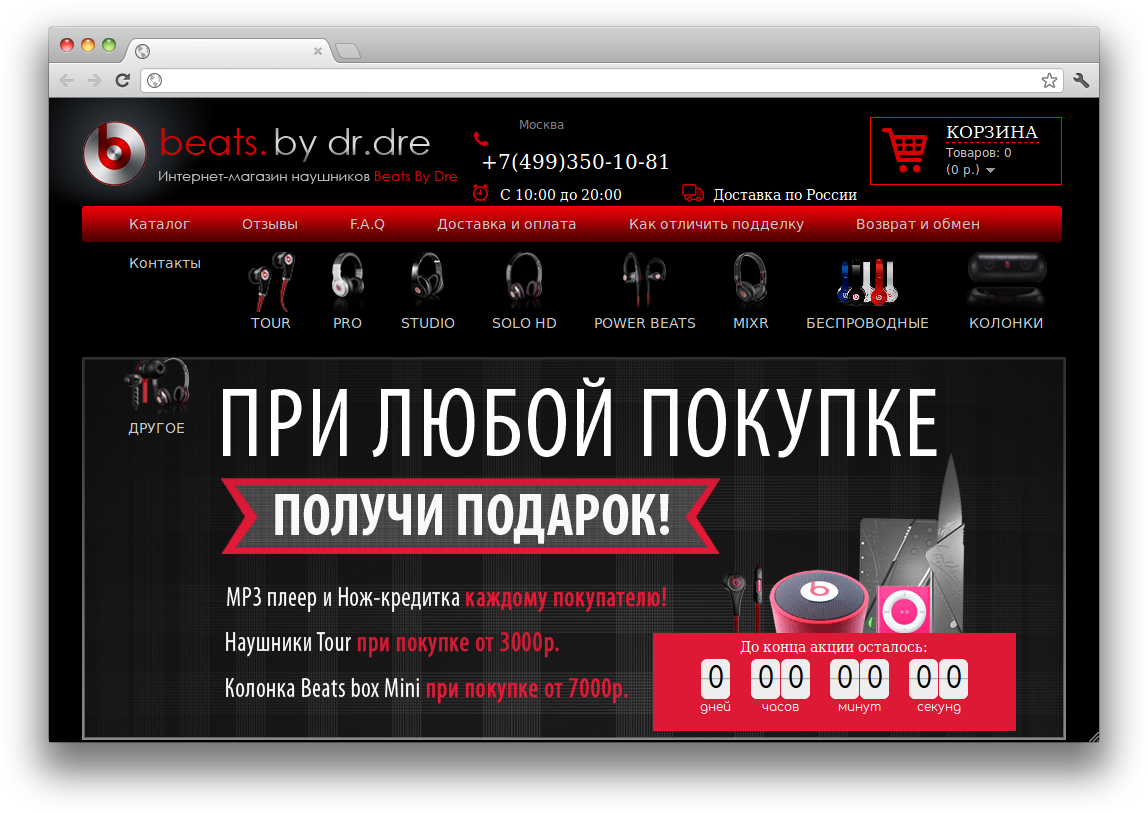 beats. by dr.dre
Интернет-магазин наушников Beats By Dre
Москва
+7(499)350-10-81
С 10:00 до 20:00
Доставка по России
КОРЗИНА
Товаров: 0
(0 р.)
Каталог Отзывы F.A.Q Доставка и оплата Как отличить подделку Возврат и обмен
Контакты
TOUR PRO STUDIO SOLO HD POWER BEATS MIXR БЕСПРОВОДНЫЕ КОЛОНКИ
ДРУГОЕ
ПРИ ЛЮБОЙ ПОКУПКЕ
ПОЛУЧИ ПОДАРОК!
MP3 плеер и Нож-кредитка каждому покупателю!
Наушники Tour при покупке от 3000р.
Колонка Beats box Mini при покупке от 7000р.
До конца акции осталось:
0 00 00 00
дней часов минут секунд